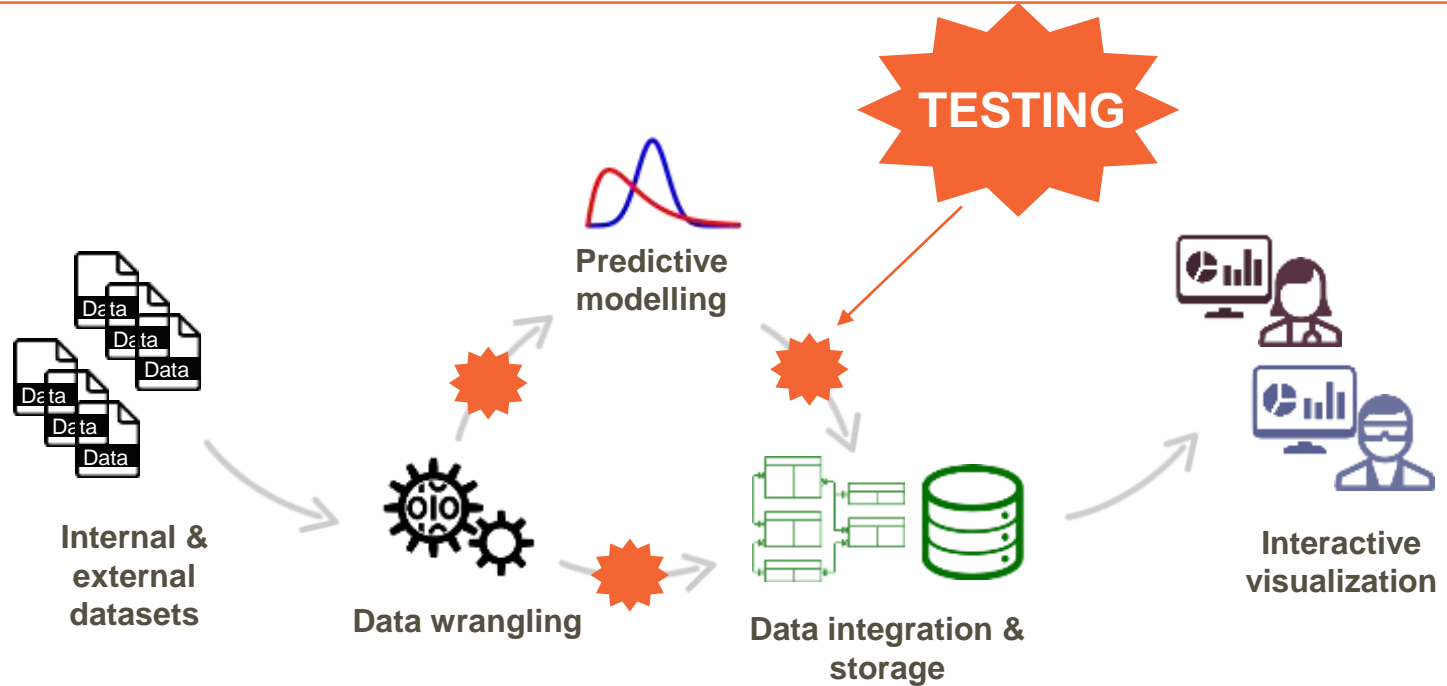 TESTING
Predictive
modelling
Data
Data
Data
Data
Data
Data
Internal &
external
datasets
Data wrangling
Data integration &
storage
Interactive
visualization